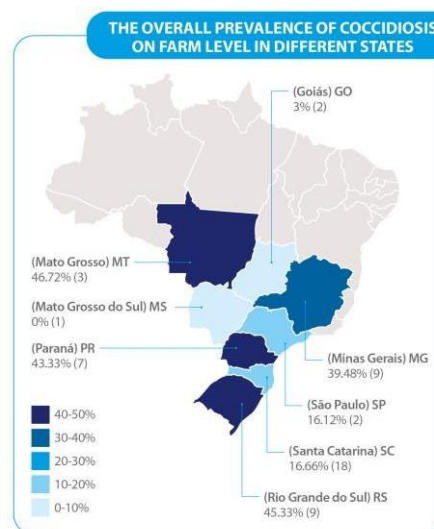 THE OVERALL PREVALENCE OF COCCIDIOSIS
ON FARM LEVEL IN DIFFERENT STATES
(Goiás) GO
3% (2)
(Mato Grosso) MT
46.72% (3)
(Mato Grosso do Sul) MS
0% (1)
(Paraná) PR
43.33% (7)
(Minas Gerais) MG
39.48% (9)
(São Paulo) SP
16.12% (2)
(Santa Catarina) SC
16.66% (18)
(Rio Grande do Sul) RS
45.33% (9)
40-50%
30-40%
20-30%
10-20%
0-10%